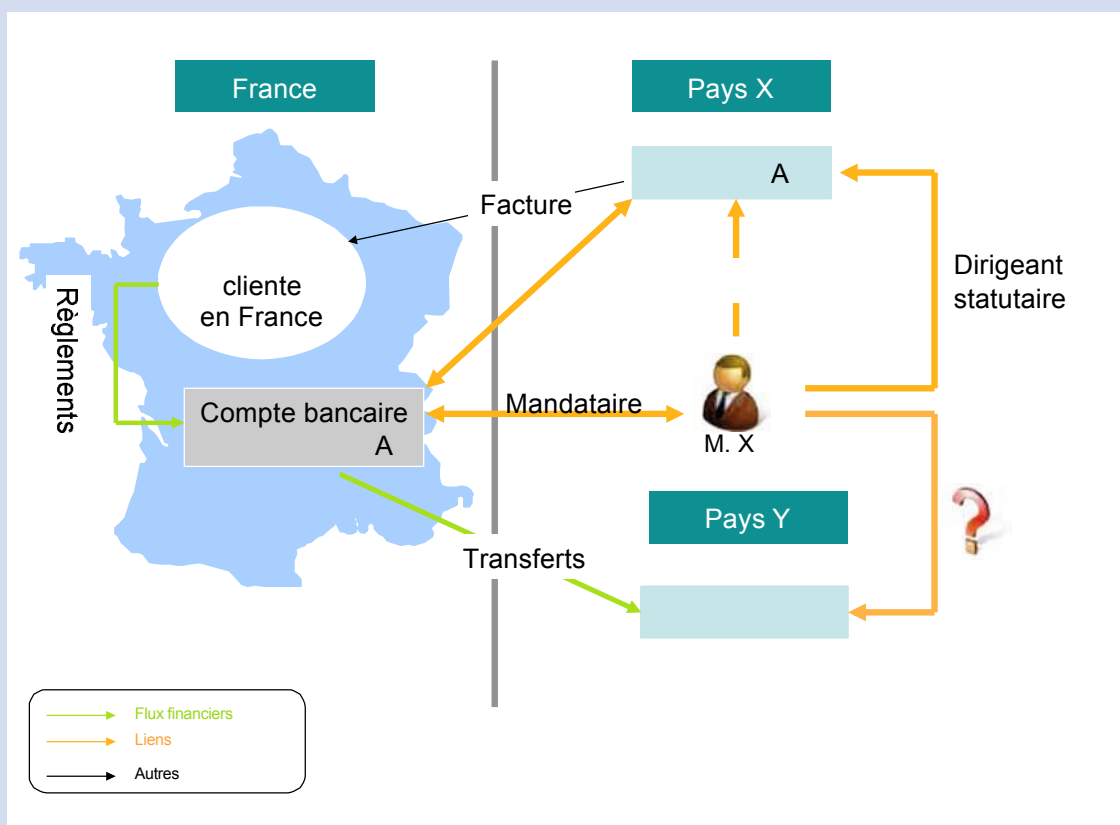 France
Pays X
A
Facture
cliente
en France
Règlements
Dirigeant
statutaire
Compte bancaire
A
Mandataire
M. X
Pays Y
Transferts
Flux financiers
Liens
Autres